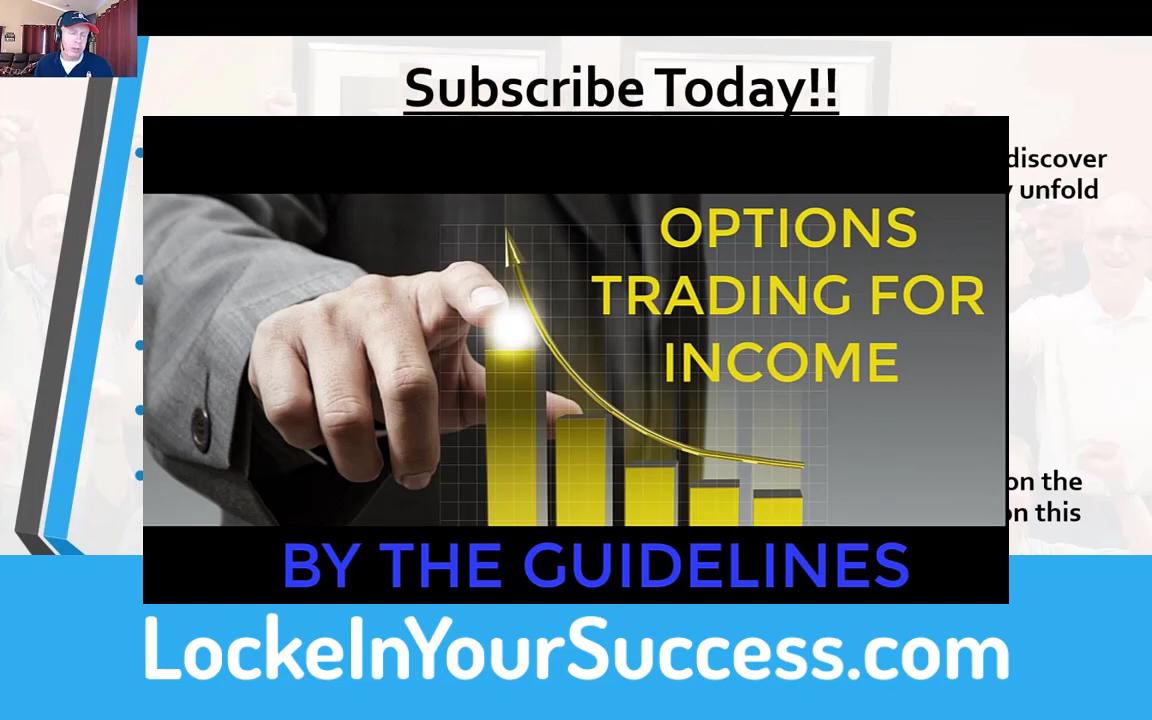 Subscribe Today!!
discover
unfold
OPTIONS
TRADING FOR
INCOME
on the
on this
BY THE GUIDELINES
LockeInYourSuccess.com